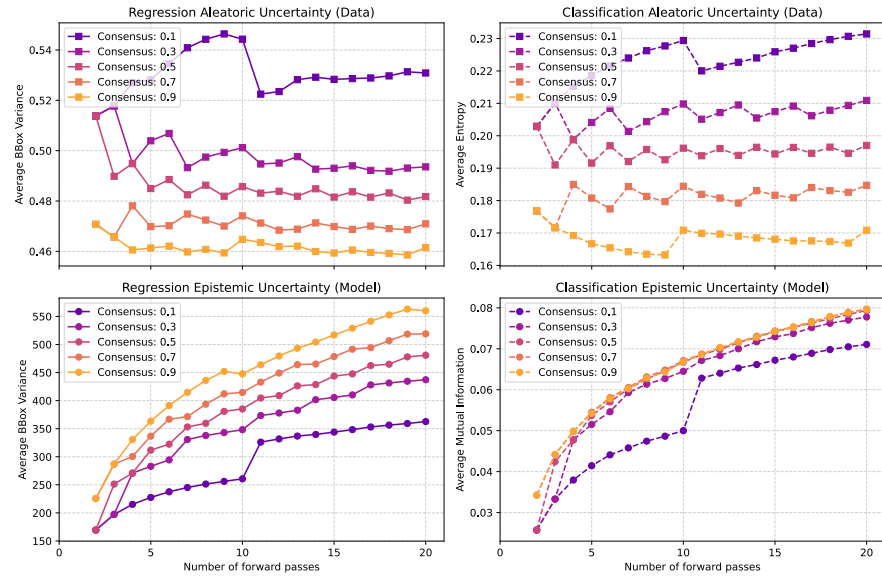 Regression Aleatoric Uncertainty (Data)
Average BBox Variance
0.54
0.52
0.50
0.48
0.46
Consensus: 0.1
Consensus: 0.3
Consensus: 0.5
Consensus: 0.7
Consensus: 0.9
Classification Aleatoric Uncertainty (Data)
Average Entropy
0.23
0.22
0.21
0.20
0.19
0.18
0.17
0.16
Consensus: 0.1
Consensus: 0.3
Consensus: 0.5
Consensus: 0.7
Consensus: 0.9
Regression Epistemic Uncertainty (Model)
Average BBox Variance
550
500
450
400
350
300
250
200
150
Consensus: 0.1
Consensus: 0.3
Consensus: 0.5
Consensus: 0.7
Consensus: 0.9
0 5 10 15 20
Number of forward passes
Classification Epistemic Uncertainty (Model)
Average Mutual Information
0.08
0.07
0.06
0.05
0.04
0.03
Consensus: 0.1
Consensus: 0.3
Consensus: 0.5
Consensus: 0.7
Consensus: 0.9
0 5 10 15 20
Number of forward passes